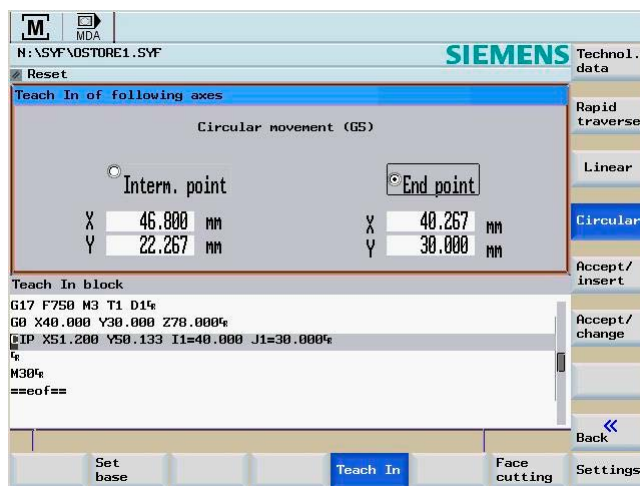 M
MDA
N:\SYF\OSTORE1.SYF
SIEMENS
Reset
Teach In of following axes
Circular movement (G5)
Interm. point
End point
X 46.800 mm
X 40.267 mm
Y 22.267 mm
Y 30.000 mm
Teach In block
G17 F750 M3 T1 D1
G0 X40.000 Y30.000 Z78.000
CIP X51.200 Y50.133 I1=40.000 J1=30.000
M30
==eof==
Technol.
data
Rapid
traverse
Linear
Circular
Accept/
insert
Accept/
change
«
Back
Set
base
Teach In
Face
cutting
Settings